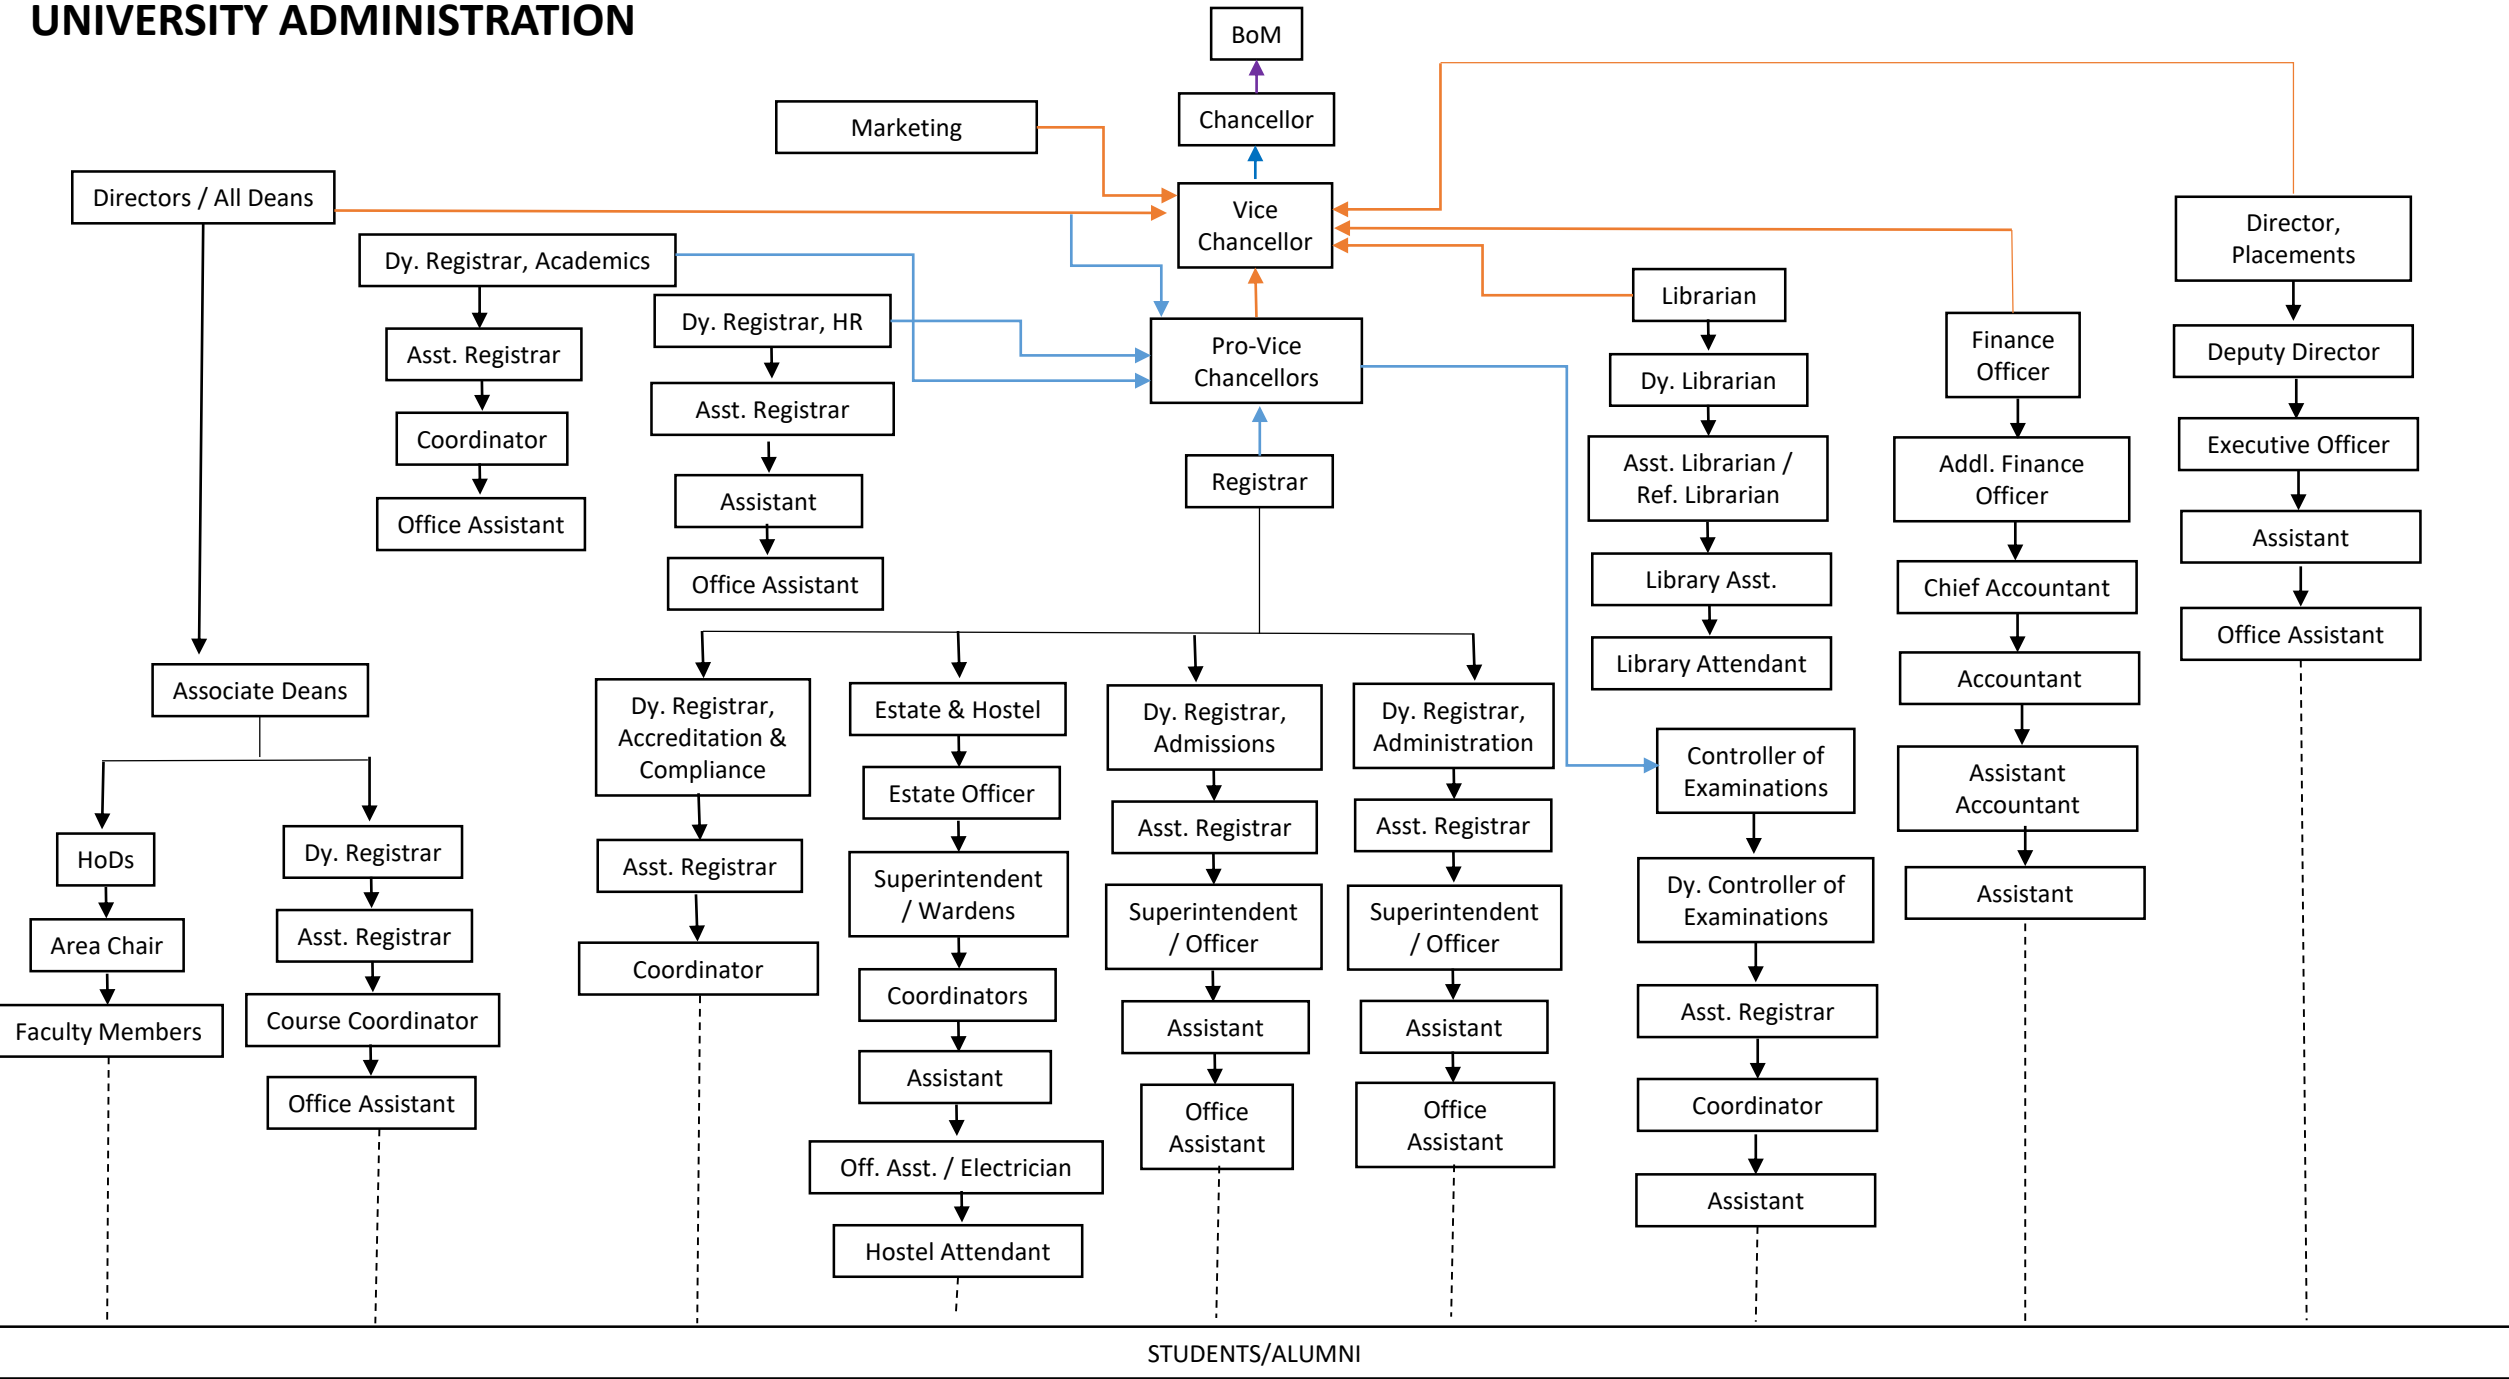 UNIVERSITY ADMINISTRATION
BoM
Chancellor
Marketing
Vice
Chancellor
Directors / All Deans
Pro-Vice
Chancellors
Registrar
Dy. Registrar, Academics
Asst. Registrar
Coordinator
Office Assistant
Dy. Registrar, HR
Asst. Registrar
Assistant
Office Assistant
Librarian
Dy. Librarian
Asst. Librarian /
Ref. Librarian
Library Asst.
Library Attendant
Finance
Officer
Addl. Finance
Officer
Chief Accountant
Accountant
Assistant
Accountant
Assistant
Director,
Placements
Deputy Director
Executive Officer
Assistant
Office Assistant
Associate Deans
HoDs
Area Chair
Faculty Members
Dy. Registrar
Asst. Registrar
Course Coordinator
Office Assistant
Dy. Registrar,
Accreditation &
Compliance
Asst. Registrar
Coordinator
Estate & Hostel
Estate Officer
Superintendent
/ Wardens
Coordinators
Assistant
Off. Asst. / Electrician
Hostel Attendant
Dy. Registrar,
Admissions
Asst. Registrar
Superintendent
/ Officer
Assistant
Office
Assistant
Dy. Registrar,
Administration
Asst. Registrar
Superintendent
/ Officer
Assistant
Office
Assistant
Controller of
Examinations
Dy. Controller of
Examinations
Asst. Registrar
Coordinator
Assistant
STUDENTS/ALUMNI